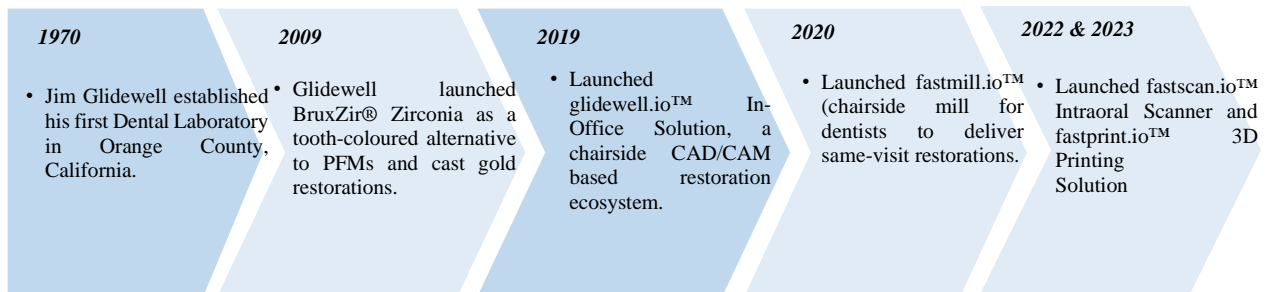 1970
• Jim Glidewell established
his first Dental Laboratory
in Orange County,
California.
2009
• Glidewell launched
BruxZir® Zirconia as a
tooth-coloured alternative
to PFMs and cast gold
restorations.
2019
• Launched
glidewell.io™ In-
Office Solution, a
chairside CAD/CAM
based restoration
ecosystem.
2020
• Launched fastmill.io™
(chairside mill for
dentists to deliver
same-visit restorations.
2022 & 2023
• Launched fastscan.io™
Intraoral Scanner and
fastprint.io™ 3D
Printing
Solution